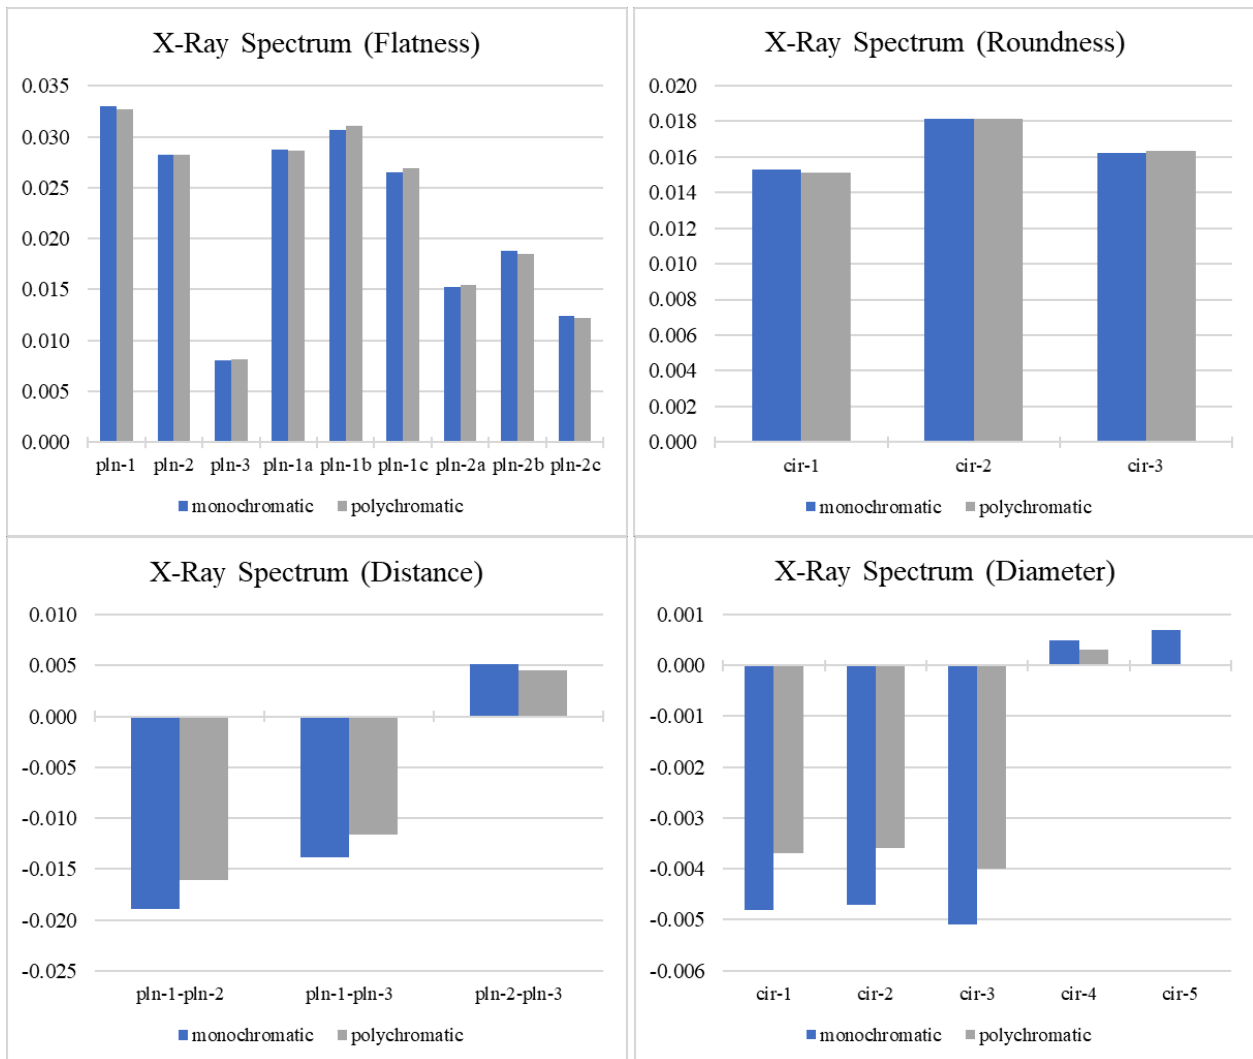 X-Ray Spectrum (Flatness)
0.035
0.030
0.025
0.020
0.015
0.010
0.005
0.000
pln-1 pln-2 pln-3 pln-1a pln-1b pln-1c pln-2a pln-2b pln-2c
monochromatic polychromatic
X-Ray Spectrum (Roundness)
0.020
0.018
0.016
0.014
0.012
0.010
0.008
0.006
0.004
0.002
0.000
cir-1 cir-2 cir-3
monochromatic polychromatic
X-Ray Spectrum (Distance)
0.010
0.005
0.000
-0.005
-0.010
-0.015
-0.020
-0.025
pln-1-pln-2 pln-1-pln-3 pln-2-pln-3
monochromatic polychromatic
X-Ray Spectrum (Diameter)
0.001
0.000
-0.001
-0.002
-0.003
-0.004
-0.005
-0.006
cir-1 cir-2 cir-3 cir-4 cir-5
monochromatic polychromatic